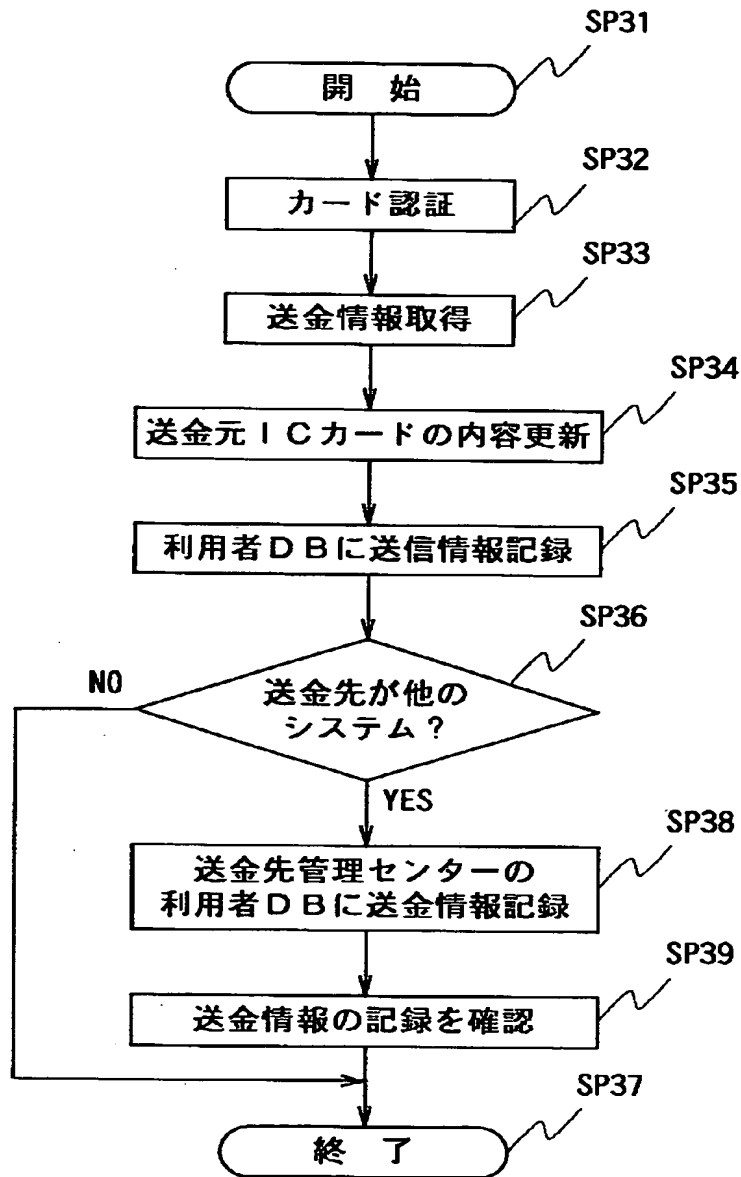 SP31
開 始
SP32
カード認証
SP33
送金情報取得
SP34
送金元ICカードの内容更新
SP35
利用者DBに送信情報記録
SP36
NO
送金先が他の
システム?
YES
SP38
送金先管理センターの
利用者DBに送金情報記録
SP39
送金情報の記録を確認
SP37
終 了